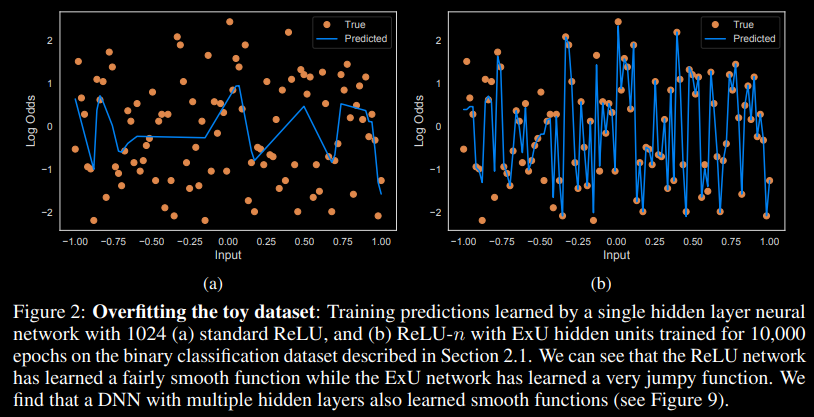 True
Predicted
2
1
0
−1
−2
Log Odds
−1.00 −0.75 −0.50 −0.25 0.00 0.25 0.50 0.75 1.00
Input
(a)
True
Predicted
2
1
0
−1
−2
Log Odds
−1.00 −0.75 −0.50 −0.25 0.00 0.25 0.50 0.75 1.00
Input
(b)
Figure 2: Overfitting the toy dataset: Training predictions learned by a single hidden layer neural
network with 1024 (a) standard ReLU, and (b) ReLU-n with ExU hidden units trained for 10,000
epochs on the binary classification dataset described in Section 2.1. We can see that the ReLU network
has learned a fairly smooth function while the ExU network has learned a very jumpy function. We
find that a DNN with multiple hidden layers also learned smooth functions (see Figure 9).